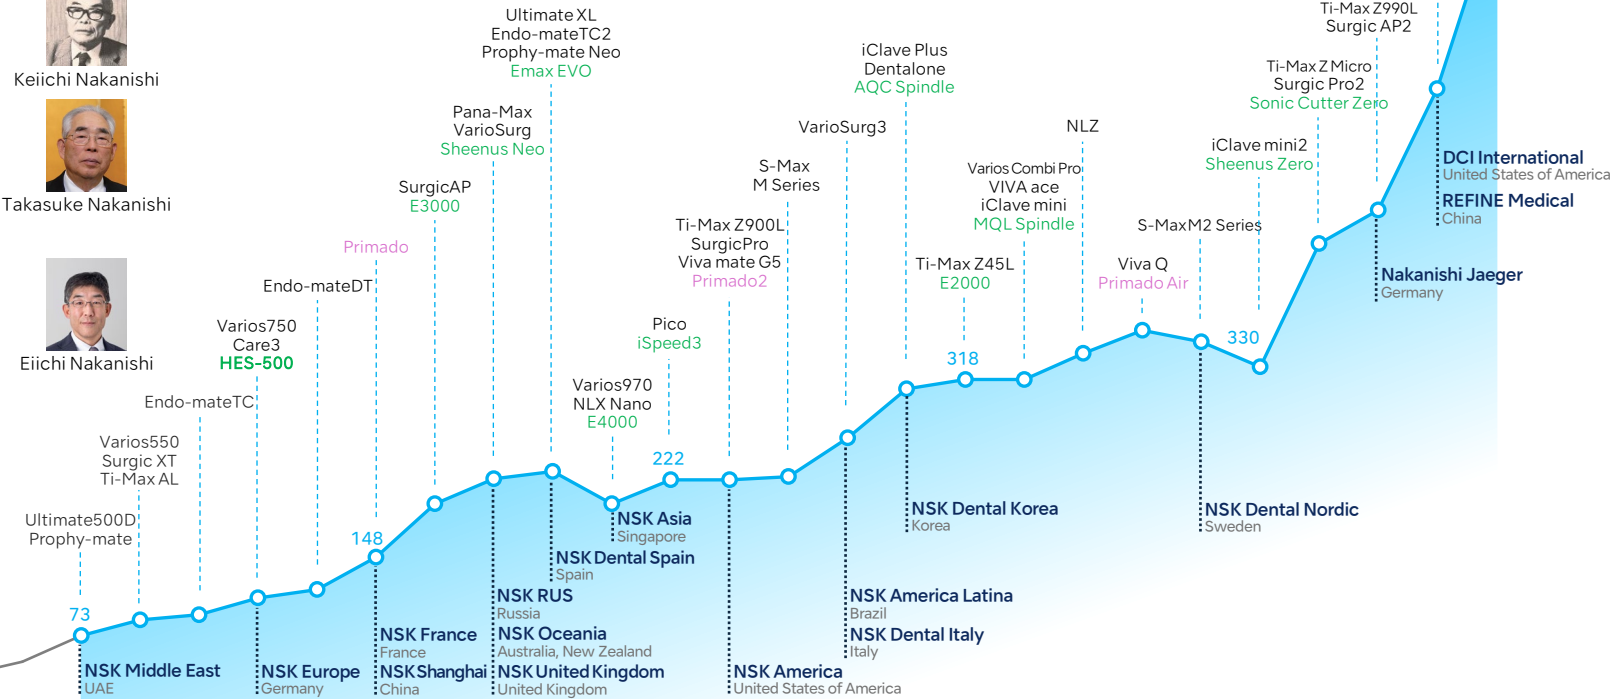 Keiichi Nakanishi
Takasuke Nakanishi
Eiichi Nakanishi
Ultimate500D
Prophy-mate
73
NSK Middle East
UAE
Varios550
Surgic XT
Ti-Max AL
Endo-mateTC
Varios750
Care3
HES-500
NSK Europe
Germany
Endo-mateDT
Primado
148
NSK France
France
NSK Shanghai
China
SurgicAP
E3000
Pana-Max
VarioSurg
Sheenus Neo
NSK RUS
Russia
NSK Oceania
Australia, New Zealand
NSK United Kingdom
United Kingdom
Ultimate XL
Endo-mateTC2
Prophy-mate Neo
Emax EVO
NSK Dental Spain
Spain
Varios970
NLX Nano
E4000
NSK Asia
Singapore
Pico
iSpeed3
222
Ti-Max Z900L
SurgicPro
Viva mate G5
Primado2
NSK America
United States of America
S-Max
M Series
VarioSurg3
NSK America Latina
Brazil
NSK Dental Italy
Italy
iClave Plus
Dentalone
AQC Spindle
NSK Dental Korea
Korea
Ti-Max Z45L
E2000
318
Varios Combi Pro
VIVA ace
iClave mini
MQL Spindle
NLZ
Viva Q
Primado Air
S-MaxM2 Series
NSK Dental Nordic
Sweden
iClave mini2
Sheenus Zero
330
Ti-Max Z Micro
Surgic Pro2
Sonic Cutter Zero
Ti-Max Z990L
Surgic AP2
Nakanishi Jaeger
Germany
DCI International
United States of America
REFINE Medical
China